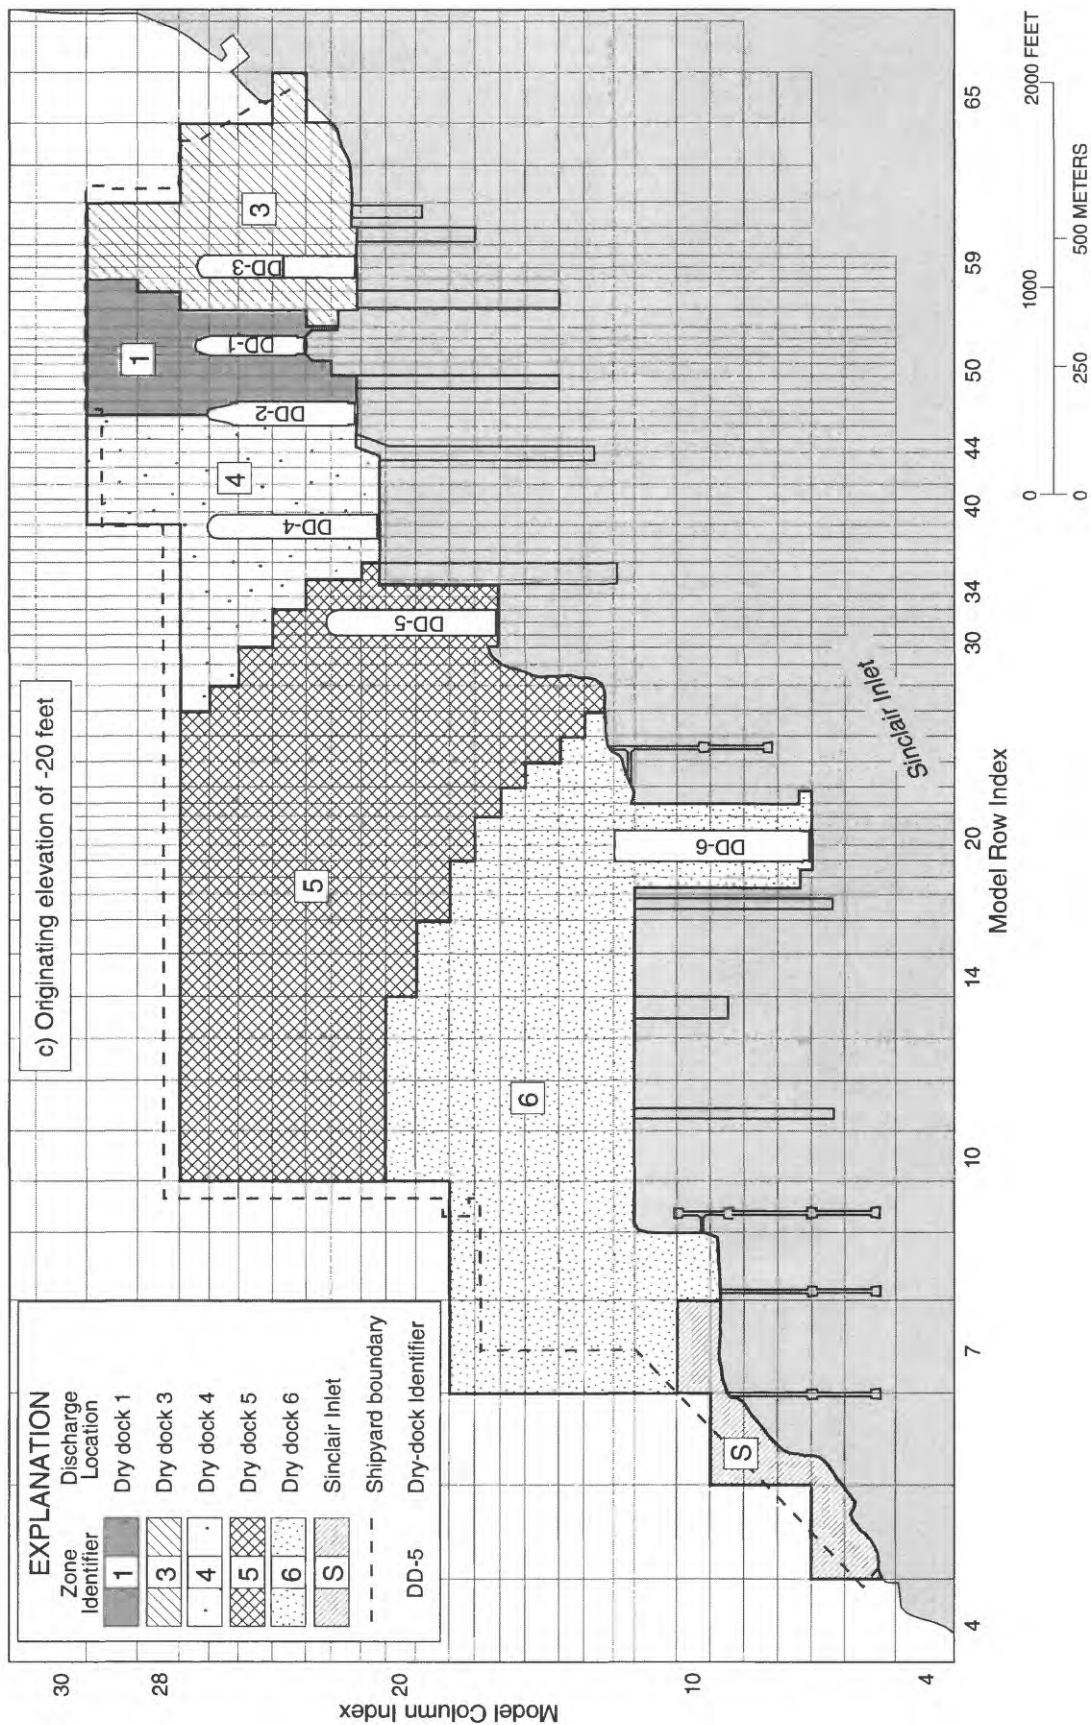 c) Originating elevation of -20 feet
EXPLANATION
Zone Identifier
Discharge Location
1 Dry dock 1
3 Dry dock 3
4 Dry dock 4
5 Dry dock 5
6 Dry dock 6
S Sinclair Inlet
Shipyard boundary
DD-5 Dry-dock Identifier
Model Column Index
30
28
20
10
4
S
6
5
4
1
3
DD-6
DD-5
DD-4
DD-2
DD-1
DD-3
Sinclair Inlet
4 7 10 14 20 30 34 40 44 50 59 65
Model Row Index
0 1000 2000 FEET
0 250 500 METERS